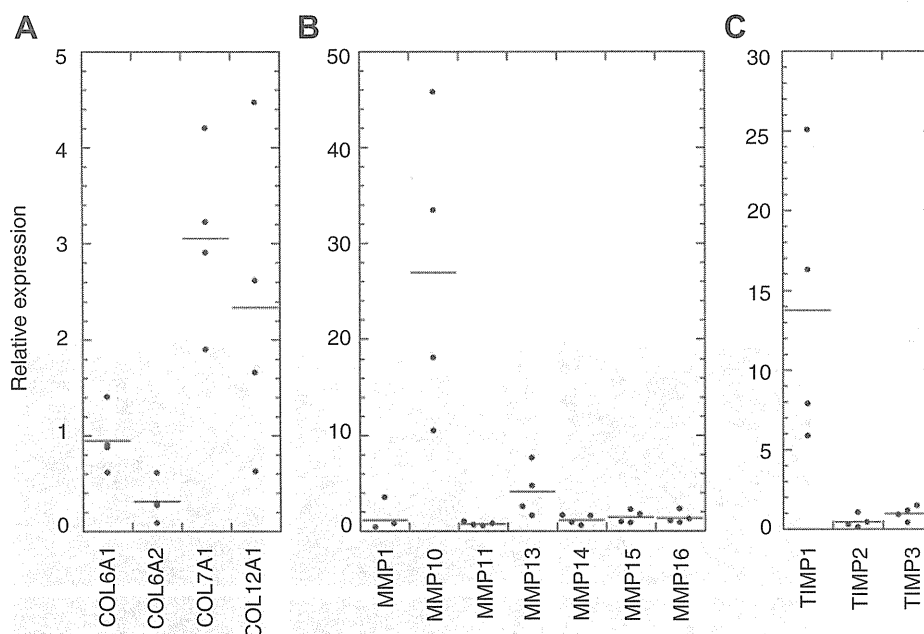 A
B
C
5
4
3
2
1
0
Relative expression
COL6A1
COL6A2
COL7A1
COL12A1
50
40
30
20
10
0
MMP1
MMP10
MMP11
MMP13
MMP14
MMP15
MMP16
30
25
20
15
10
5
0
TIMP1
TIMP2
TIMP3